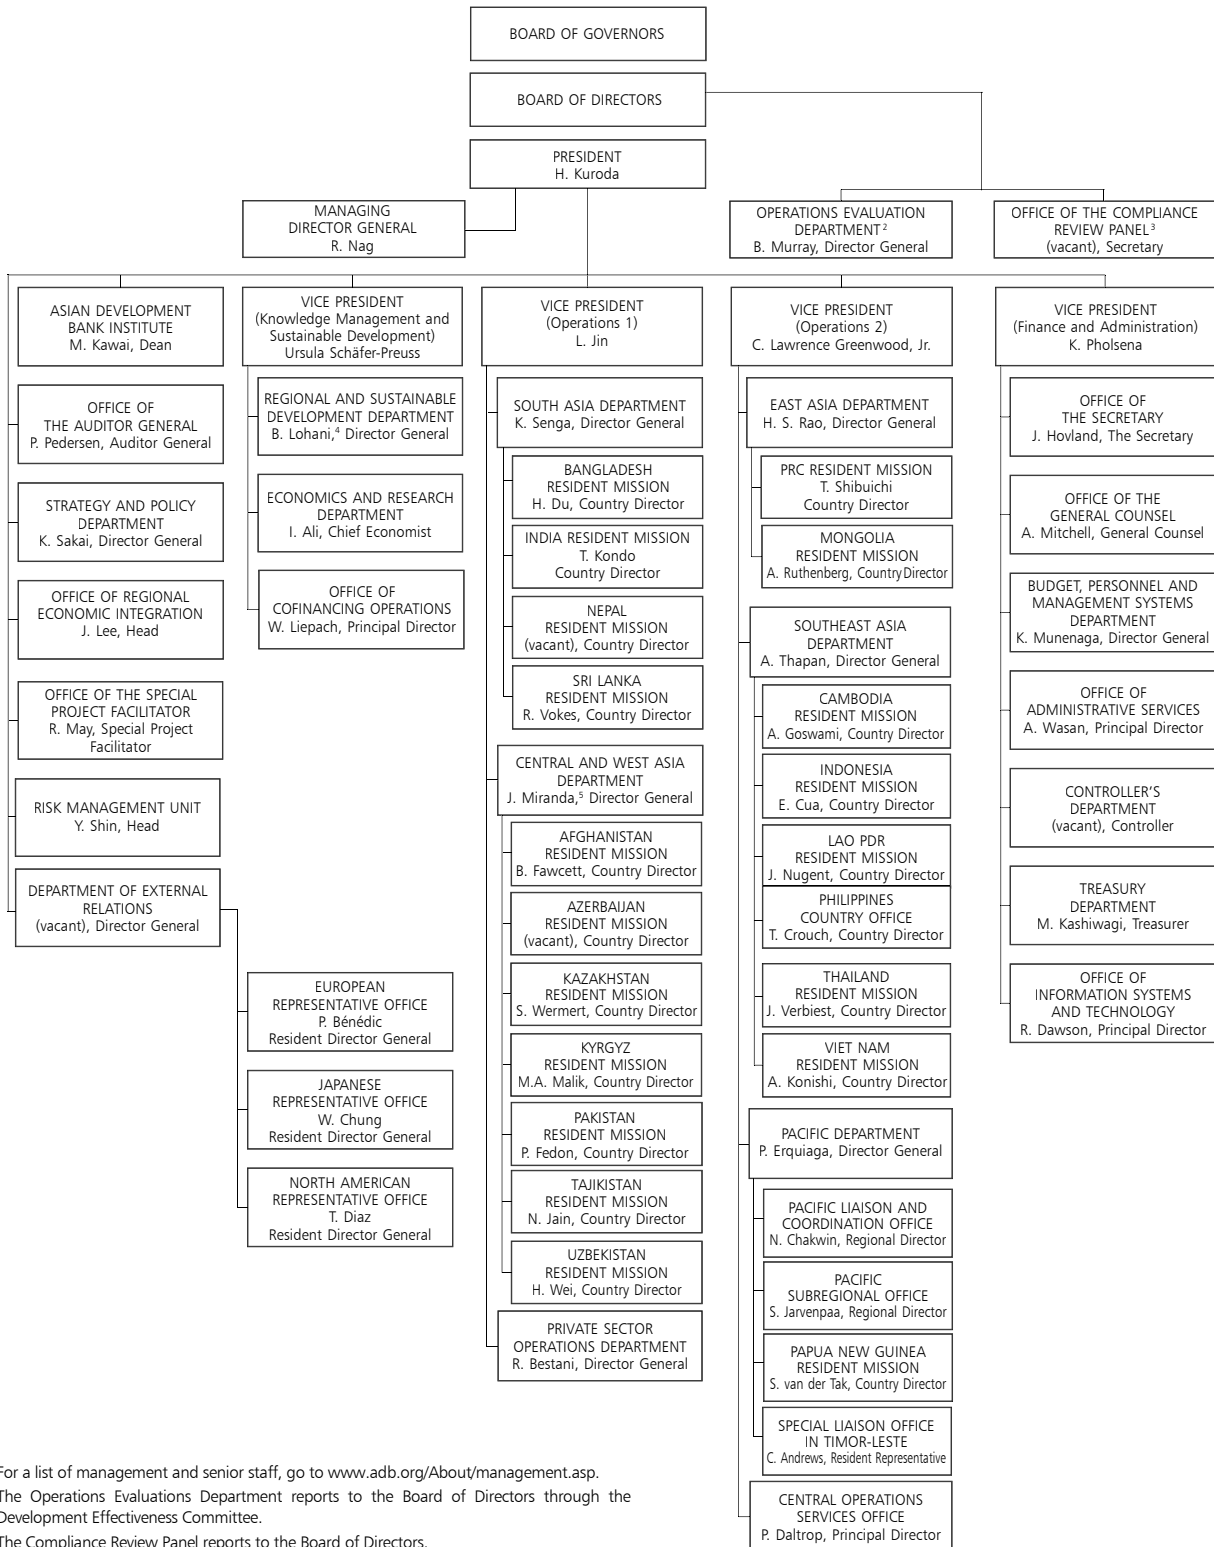 BOARD OF GOVERNORS
BOARD OF DIRECTORS
PRESIDENT
H. Kuroda
MANAGING
DIRECTOR GENERAL
R. Nag
OPERATIONS EVALUATION
DEPARTMENT²
B. Murray, Director General
OFFICE OF THE COMPLIANCE
REVIEW PANEL³
(vacant), Secretary
ASIAN DEVELOPMENT
BANK INSTITUTE
M. Kawai, Dean
OFFICE OF
THE AUDITOR GENERAL
P. Pedersen, Auditor General
STRATEGY AND POLICY
DEPARTMENT
K. Sakai, Director General
OFFICE OF REGIONAL
ECONOMIC INTEGRATION
J. Lee, Head
OFFICE OF THE SPECIAL
PROJECT FACILITATOR
R. May, Special Project
Facilitator
RISK MANAGEMENT UNIT
Y. Shin, Head
DEPARTMENT OF EXTERNAL
RELATIONS
(vacant), Director General
EUROPEAN
REPRESENTATIVE OFFICE
P. Bénédic
Resident Director General
JAPANESE
REPRESENTATIVE OFFICE
W. Chung
Resident Director General
NORTH AMERICAN
REPRESENTATIVE OFFICE
T. Diaz
Resident Director General
VICE PRESIDENT
(Knowledge Management and
Sustainable Development)
Ursula Schäfer-Preuss
REGIONAL AND SUSTAINABLE
DEVELOPMENT DEPARTMENT
B. Lohani,⁴ Director General
ECONOMICS AND RESEARCH
DEPARTMENT
I. Ali, Chief Economist
OFFICE OF
COFINANCING OPERATIONS
W. Liepach, Principal Director
VICE PRESIDENT
(Operations 1)
L. Jin
SOUTH ASIA DEPARTMENT
K. Senga, Director General
BANGLADESH
RESIDENT MISSION
H. Du, Country Director
INDIA RESIDENT MISSION
T. Kondo
Country Director
NEPAL
RESIDENT MISSION
(vacant), Country Director
SRI LANKA
RESIDENT MISSION
R. Vokes, Country Director
CENTRAL AND WEST ASIA
DEPARTMENT
J. Miranda,⁵ Director General
AFGHANISTAN
RESIDENT MISSION
B. Fawcett, Country Director
AZERBAIJAN
RESIDENT MISSION
(vacant), Country Director
KAZAKHSTAN
RESIDENT MISSION
S. Wermert, Country Director
KYRGYZ
RESIDENT MISSION
M.A. Malik, Country Director
PAKISTAN
RESIDENT MISSION
P. Fedon, Country Director
TAJIKISTAN
RESIDENT MISSION
N. Jain, Country Director
UZBEKISTAN
RESIDENT MISSION
H. Wei, Country Director
PRIVATE SECTOR
OPERATIONS DEPARTMENT
R. Bestani, Director General
VICE PRESIDENT
(Operations 2)
C. Lawrence Greenwood, Jr.
EAST ASIA DEPARTMENT
H. S. Rao, Director General
PRC RESIDENT MISSION
T. Shibuichi
Country Director
MONGOLIA
RESIDENT MISSION
A. Ruthenberg, Country Director
SOUTHEAST ASIA
DEPARTMENT
A. Thapan, Director General
CAMBODIA
RESIDENT MISSION
A. Goswami, Country Director
INDONESIA
RESIDENT MISSION
E. Cua, Country Director
LAO PDR
RESIDENT MISSION
J. Nugent, Country Director
PHILIPPINES
COUNTRY OFFICE
T. Crouch, Country Director
THAILAND
RESIDENT MISSION
J. Verbiest, Country Director
VIET NAM
RESIDENT MISSION
A. Konishi, Country Director
PACIFIC DEPARTMENT
P. Erquiaga, Director General
PACIFIC LIAISON AND
COORDINATION OFFICE
N. Chakwin, Regional Director
PACIFIC
SUBREGIONAL OFFICE
S. Jarvenpaa, Regional Director
PAPUA NEW GUINEA
RESIDENT MISSION
S. van der Tak, Country Director
SPECIAL LIAISON OFFICE
IN TIMOR-LESTE
C. Andrews, Resident Representative
CENTRAL OPERATIONS
SERVICES OFFICE
P. Daltrop, Principal Director
VICE PRESIDENT
(Finance and Administration)
K. Pholsena
OFFICE OF
THE SECRETARY
J. Hovland, The Secretary
OFFICE OF THE
GENERAL COUNSEL
A. Mitchell, General Counsel
BUDGET, PERSONNEL AND
MANAGEMENT SYSTEMS
DEPARTMENT
K. Munenaga, Director General
OFFICE OF
ADMINISTRATIVE SERVICES
A. Wasan, Principal Director
CONTROLLER'S
DEPARTMENT
(vacant), Controller
TREASURY
DEPARTMENT
M. Kashiwagi, Treasurer
OFFICE OF
INFORMATION SYSTEMS
AND TECHNOLOGY
R. Dawson, Principal Director
For a list of management and senior staff, go to www.adb.org/About/management.asp.
The Operations Evaluations Department reports to the Board of Directors through the
Development Effectiveness Committee.
The Compliance Review Panel reports to the Board of Directors.